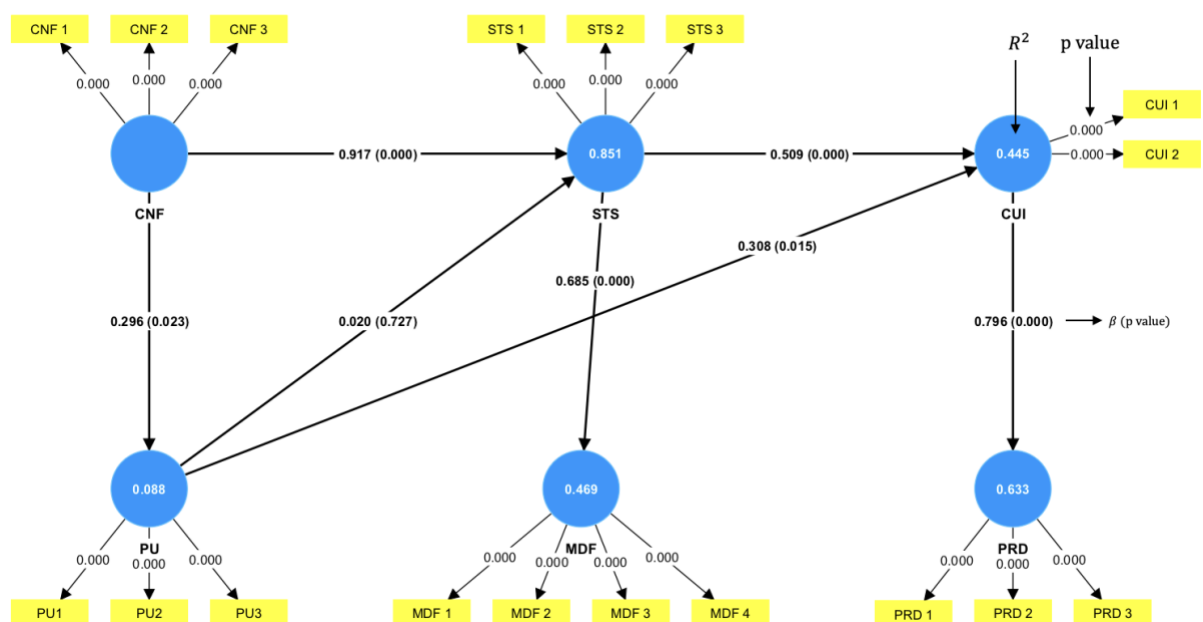 CNF 1
CNF 2
CNF 3
STS 1
STS 2
STS 3
R²
p value
0.000
0.000
0.000
0.000
0.000
0.000
CUI 1
0.000
0.917 (0.000)
0.851
0.509 (0.000)
0.445
0.000
CUI 2
CNF
STS
CUI
0.308 (0.015)
0.685 (0.000)
0.296 (0.023)
0.020 (0.727)
0.796 (0.000)
β (p value)
0.088
0.469
0.633
PU
MDF
PRD
0.000
0.000
0.000
0.000
0.000
0.000
0.000
0.000
0.000
0.000
PU1
PU2
PU3
MDF 1
MDF 2
MDF 3
MDF 4
PRD 1
PRD 2
PRD 3